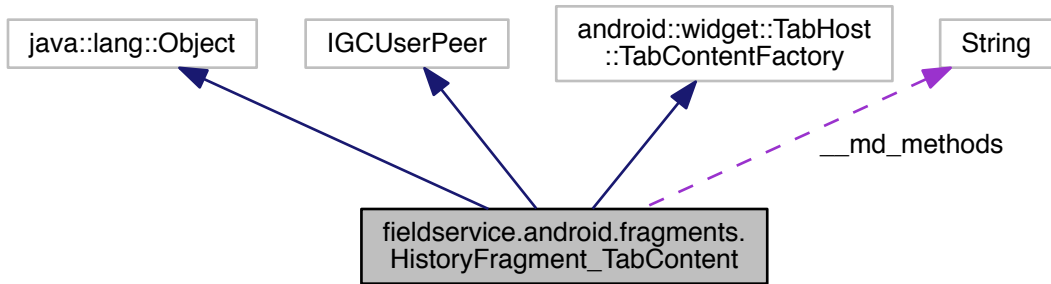 java::lang::Object
IGCUserPeer
android::widget::TabHost
::TabContentFactory
String
__md_methods
fieldservice.android.fragments.
HistoryFragment_TabContent